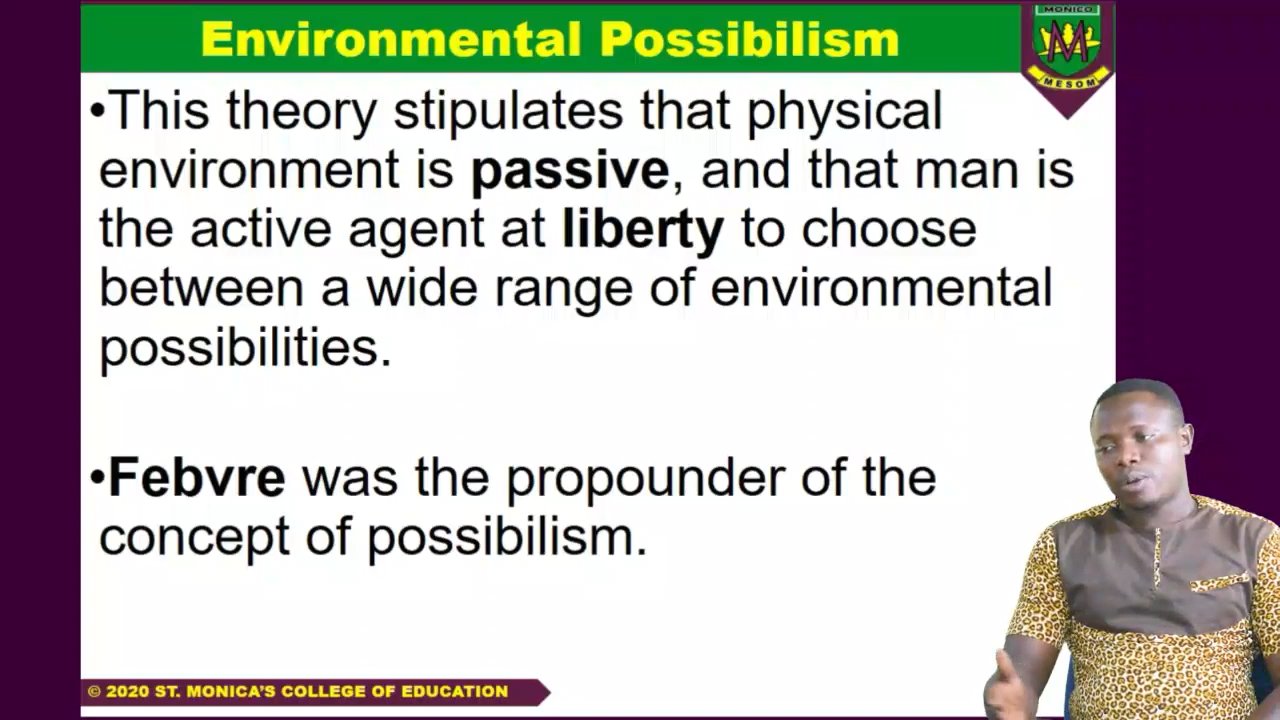 Environmental Possibilism
MONICO
M
MESOM
•This theory stipulates that physical
environment is passive, and that man is
the active agent at liberty to choose
between a wide range of environmental
possibilities.
•Febvre was the propounder of the
concept of possibilism.
© 2020 ST. MONICA'S COLLEGE OF EDUCATION